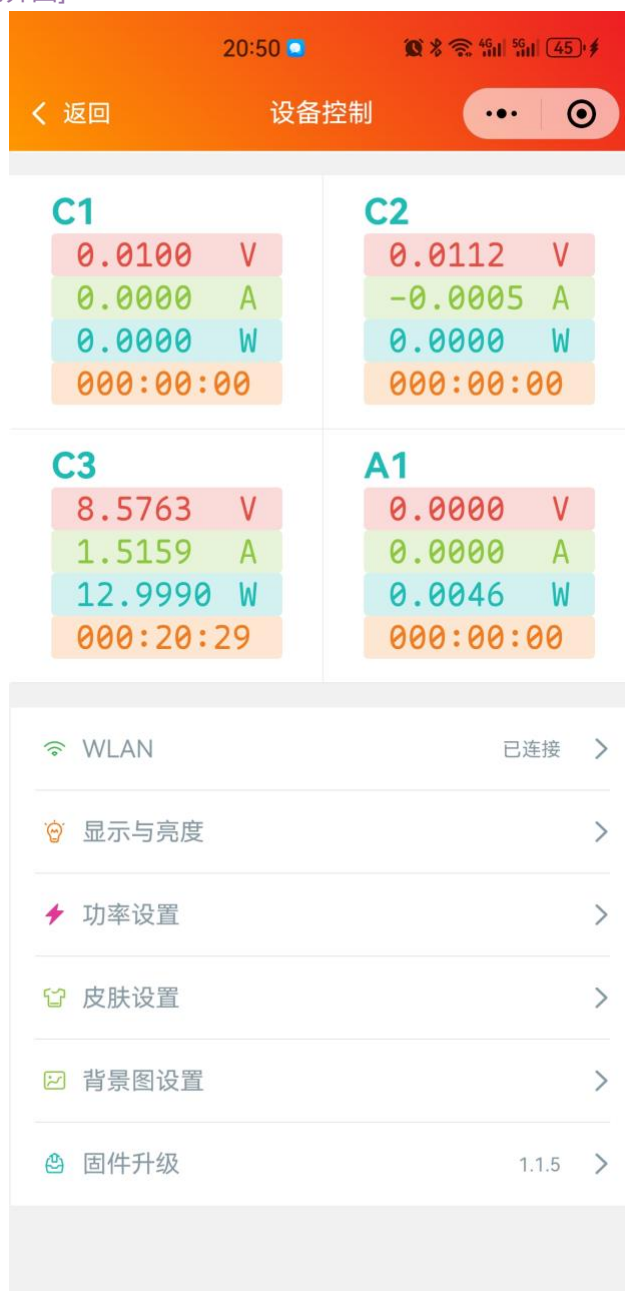 20:50 4G 5G 45
返回 设备控制
C1
0.0100 V
0.0000 A
0.0000 W
000:00:00
C2
0.0112 V
-0.0005 A
0.0000 W
000:00:00
C3
8.5763 V
1.5159 A
12.9990 W
000:20:29
A1
0.0000 V
0.0000 A
0.0046 W
000:00:00
WLAN 已连接
显示与亮度
功率设置
皮肤设置
背景图设置
固件升级 1.1.5